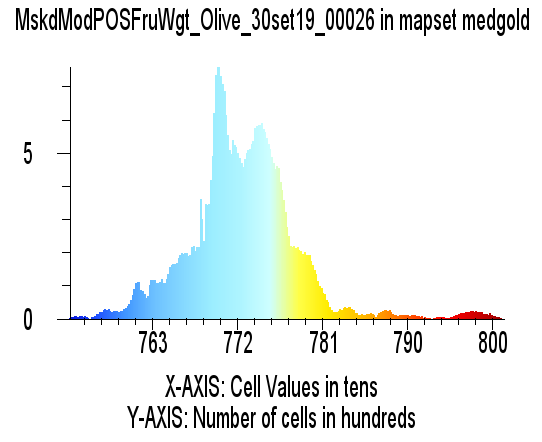 MskdModPOSFruWgt_Olive_30set19_00026 in mapset medgold
5
0
763 772 781 790 800
X-AXIS: Cell Values in tens
Y-AXIS: Number of cells in hundreds